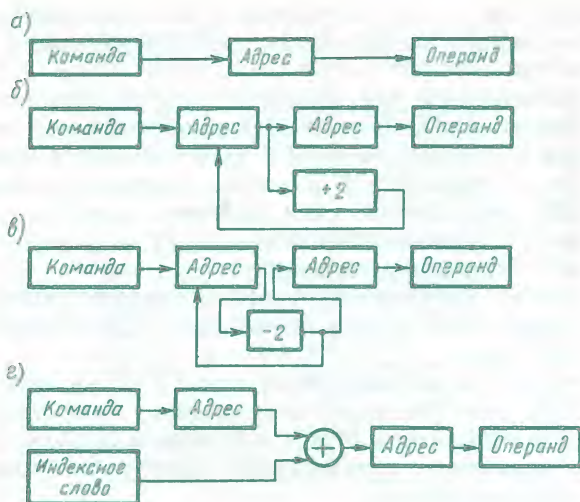 а)
Команда Адрес Операнд
б)
Команда Адрес Адрес Операнд
+2
в)
Команда Адрес Адрес Операнд
-2
г)
Команда Адрес
+ Адрес Операнд
Индексное
слово